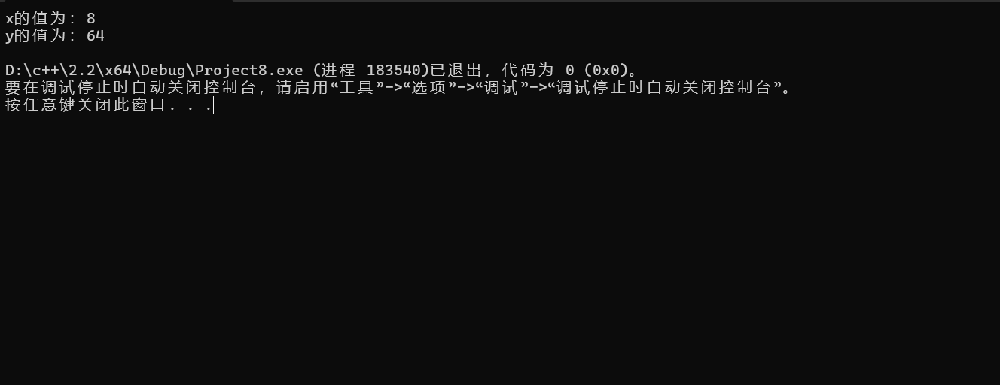 x的值为: 8
y的值为: 64
D:\c++\2.2\x64\Debug\Project8.exe (进程 183540)已退出，代码为 0 (0x0)。
要在调试停止时自动关闭控制台，请启用“工具”->“选项”->“调试”->“调试停止时自动关闭控制台”。
按任意键关闭此窗口. . .